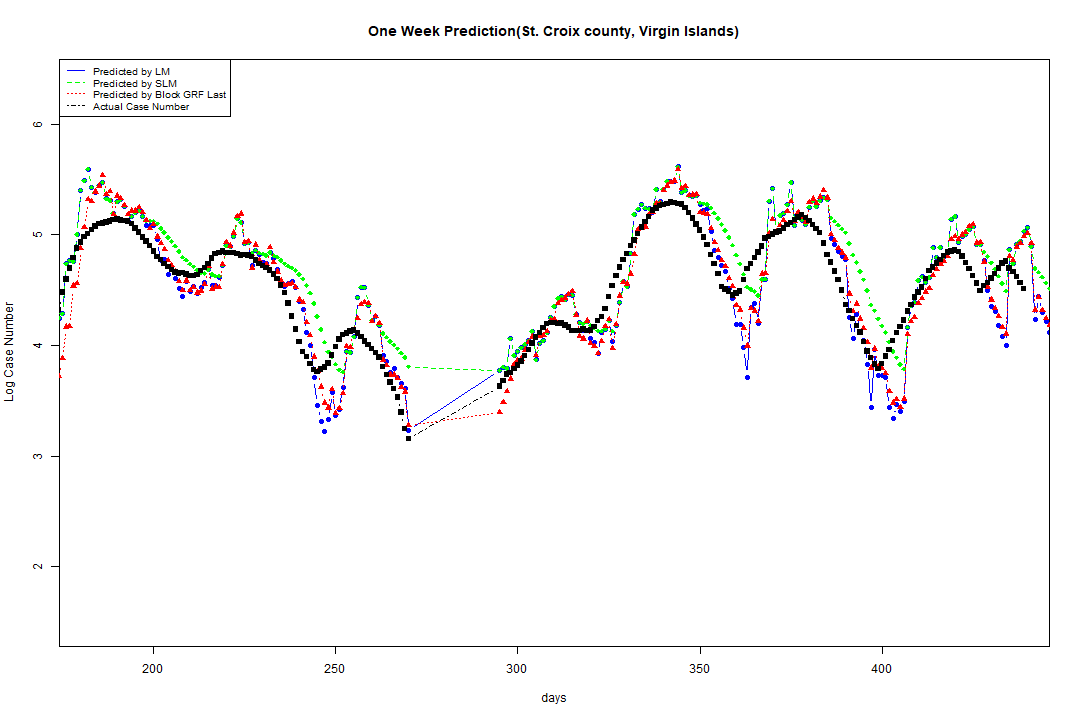 One Week Prediction(St. Croix county, Virgin Islands)
Predicted by LM
Predicted by SLM
Predicted by Block GRF Last
Actual Case Number
Log Case Number
6
5
4
3
2
200 250 300 350 400
days